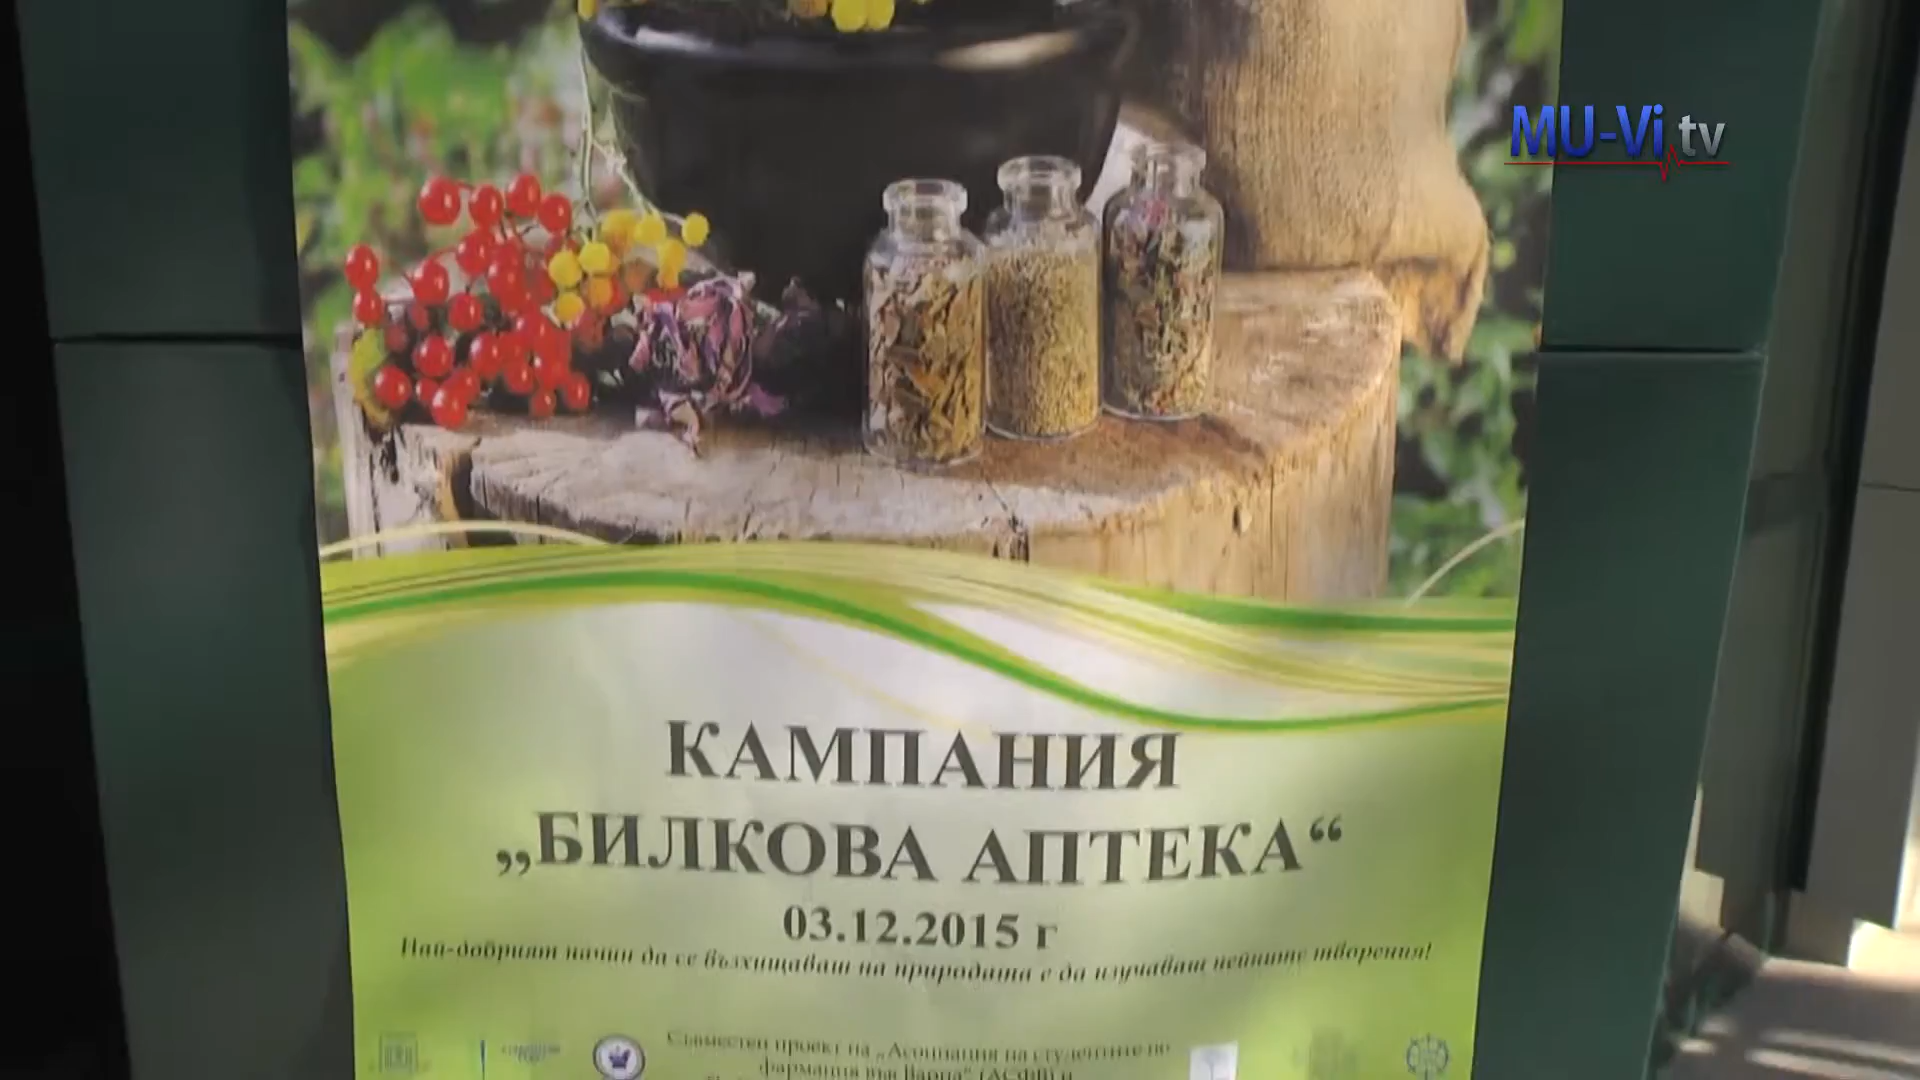 MU-Vi.tv
КАМПАНИЯ
„БИЛКОВА АПТЕКА“
03.12.2015 г
Най-добрият начин да се възхищаваш на природата е да изучаваш нейните творения!
Съвместен проект на „Асоциация на студентите по
фармация във Варна“ (АСФВ) и